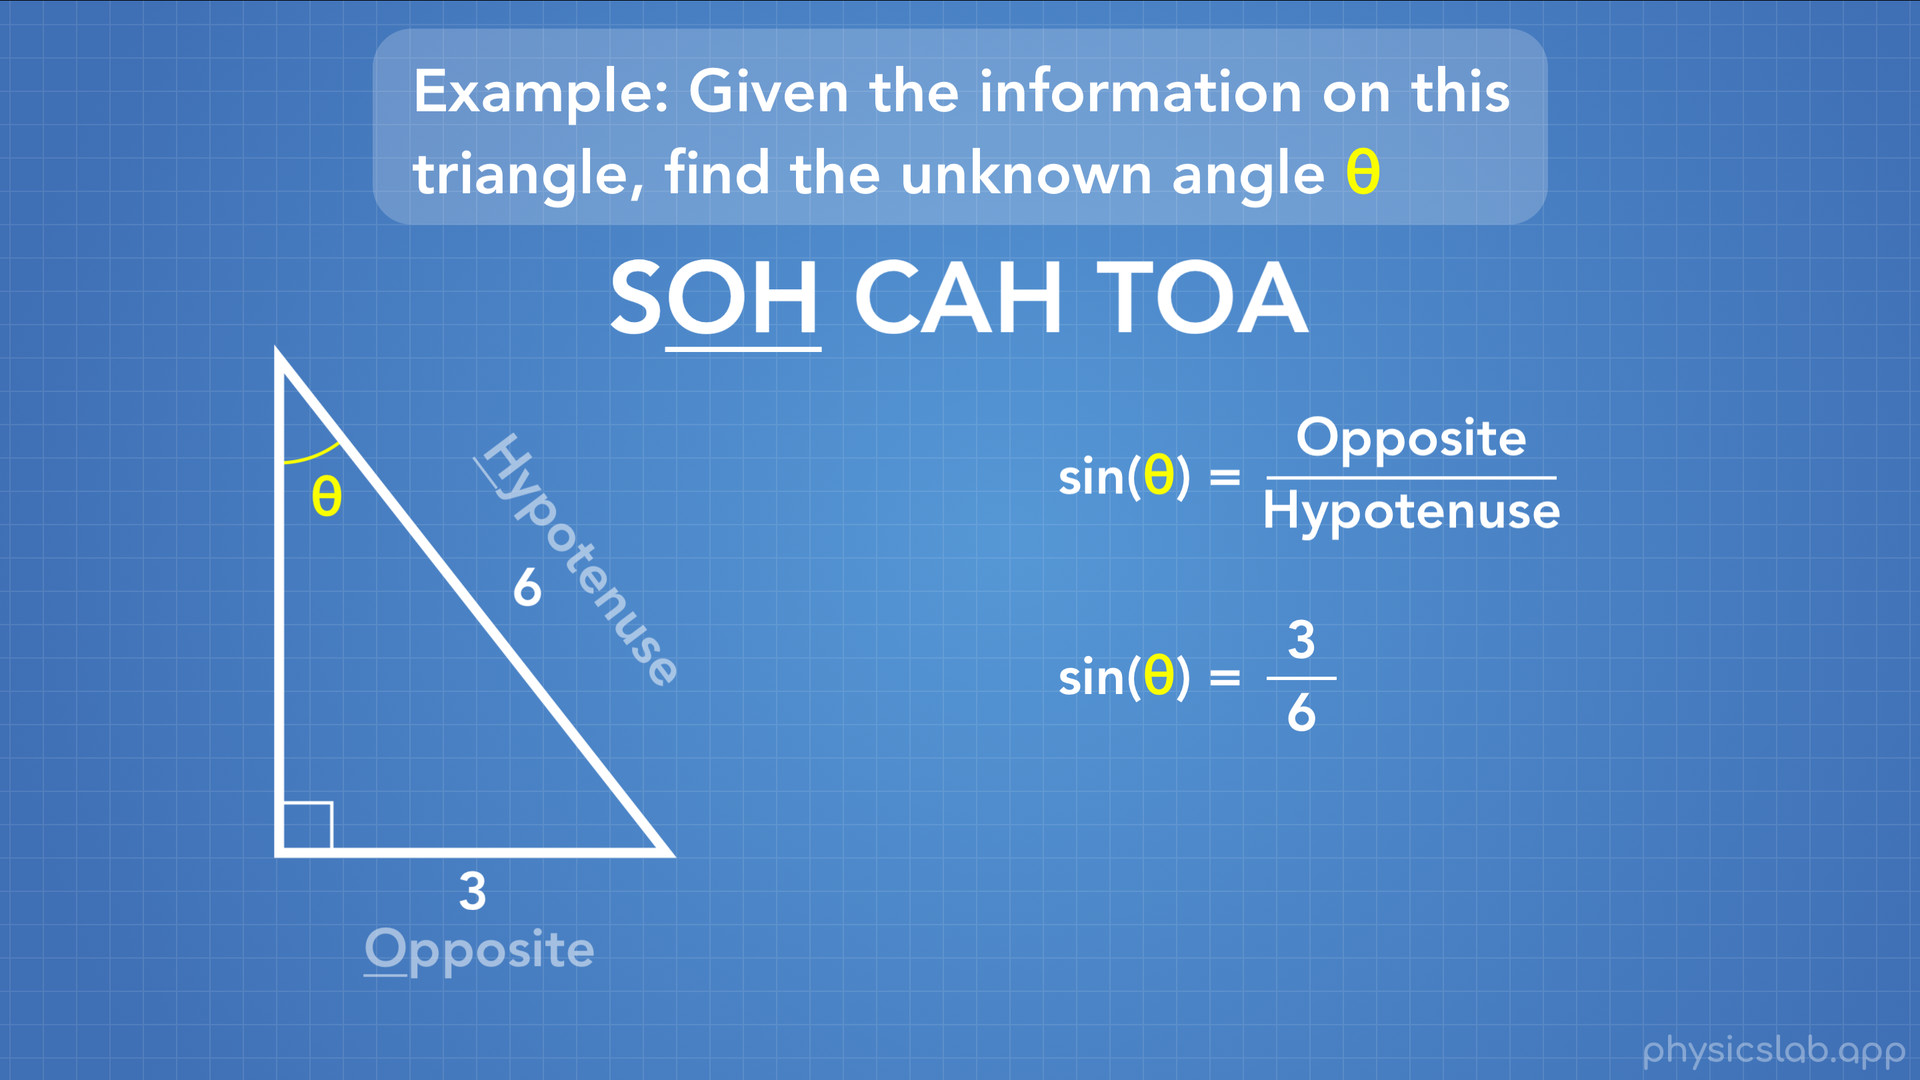 Example: Given the information on this
triangle, find the unknown angle θ
SOH CAH TOA
θ
Hypotenuse
6
3
Opposite
sin(θ) = Opposite / Hypotenuse
sin(θ) = 3 / 6
physicslab.app